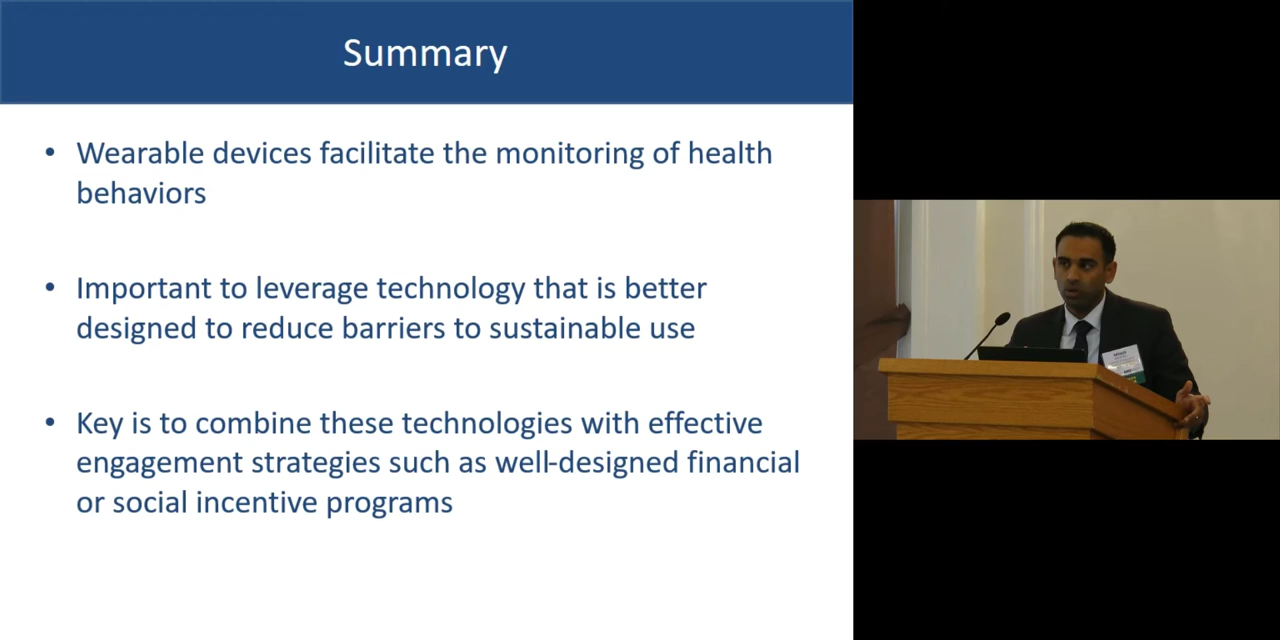 Summary
• Wearable devices facilitate the monitoring of health
behaviors
• Important to leverage technology that is better
designed to reduce barriers to sustainable use
• Key is to combine these technologies with effective
engagement strategies such as well-designed financial
or social incentive programs